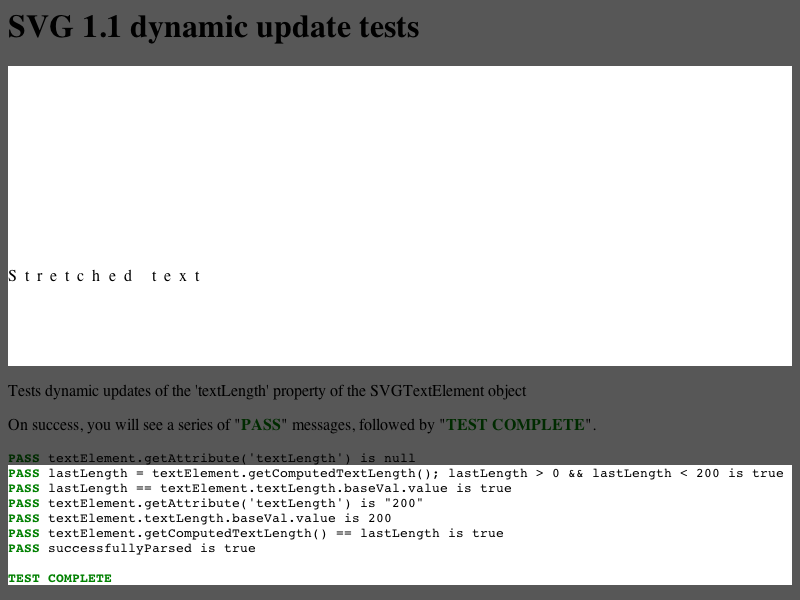 SVG 1.1 dynamic update tests
S t r e t c h e d t e x t
Tests dynamic updates of the 'textLength' property of the SVGTextElement object
On success, you will see a series of "PASS" messages, followed by "TEST COMPLETE".
PASS textElement.getAttribute('textLength') is null
PASS lastLength = textElement.getComputedTextLength(); lastLength > 0 && lastLength < 200 is true
PASS lastLength == textElement.textLength.baseVal.value is true
PASS textElement.getAttribute('textLength') is "200"
PASS textElement.textLength.baseVal.value is 200
PASS textElement.getComputedTextLength() == lastLength is true
PASS successfullyParsed is true
TEST COMPLETE